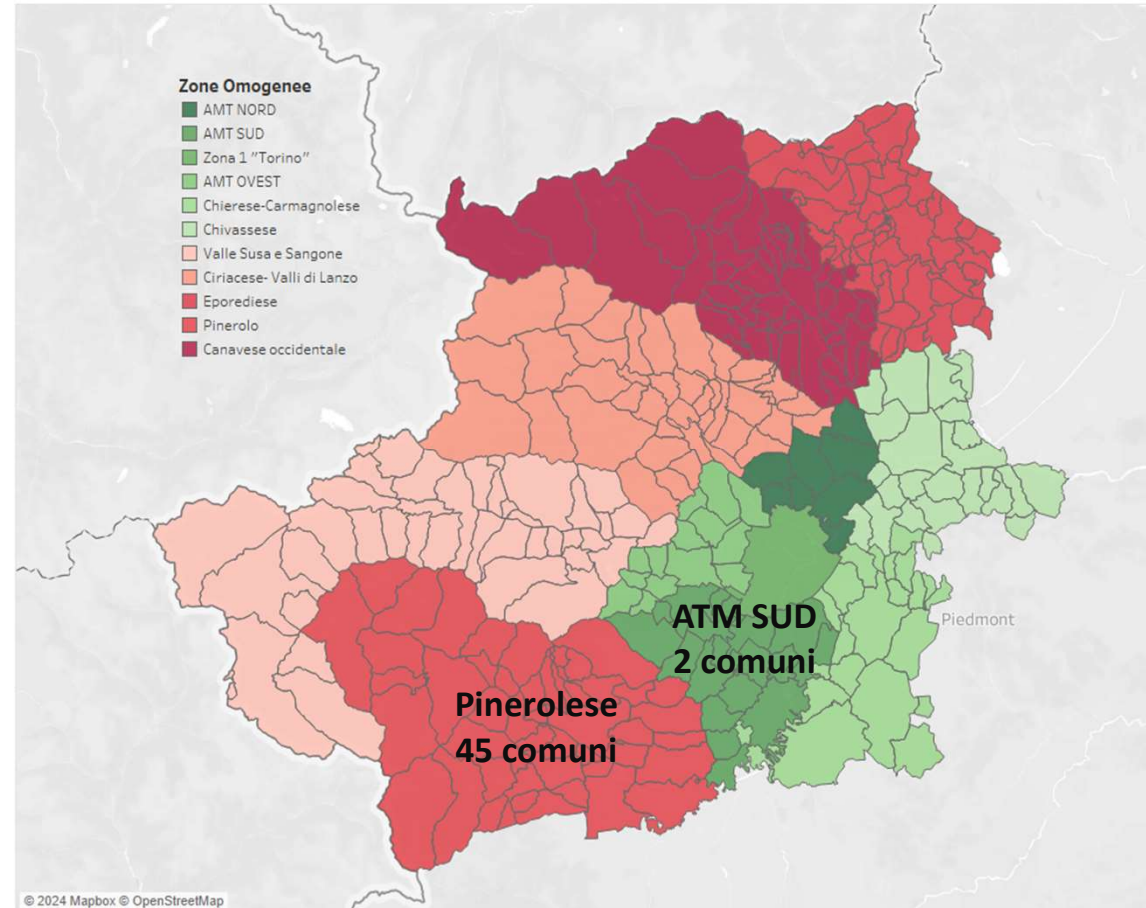 Zone Omogenee
AMT NORD
AMT SUD
Zona 1 "Torino"
AMT OVEST
Chierese-Carmagnolese
Chivassese
Valle Susa e Sangone
Ciriacese- Valli di Lanzo
Eporediese
Pinerolo
Canavese occidentale
ATM SUD
2 comuni
Piedmont
Pinerolese
45 comuni
© 2024 Mapbox © OpenStreetMap